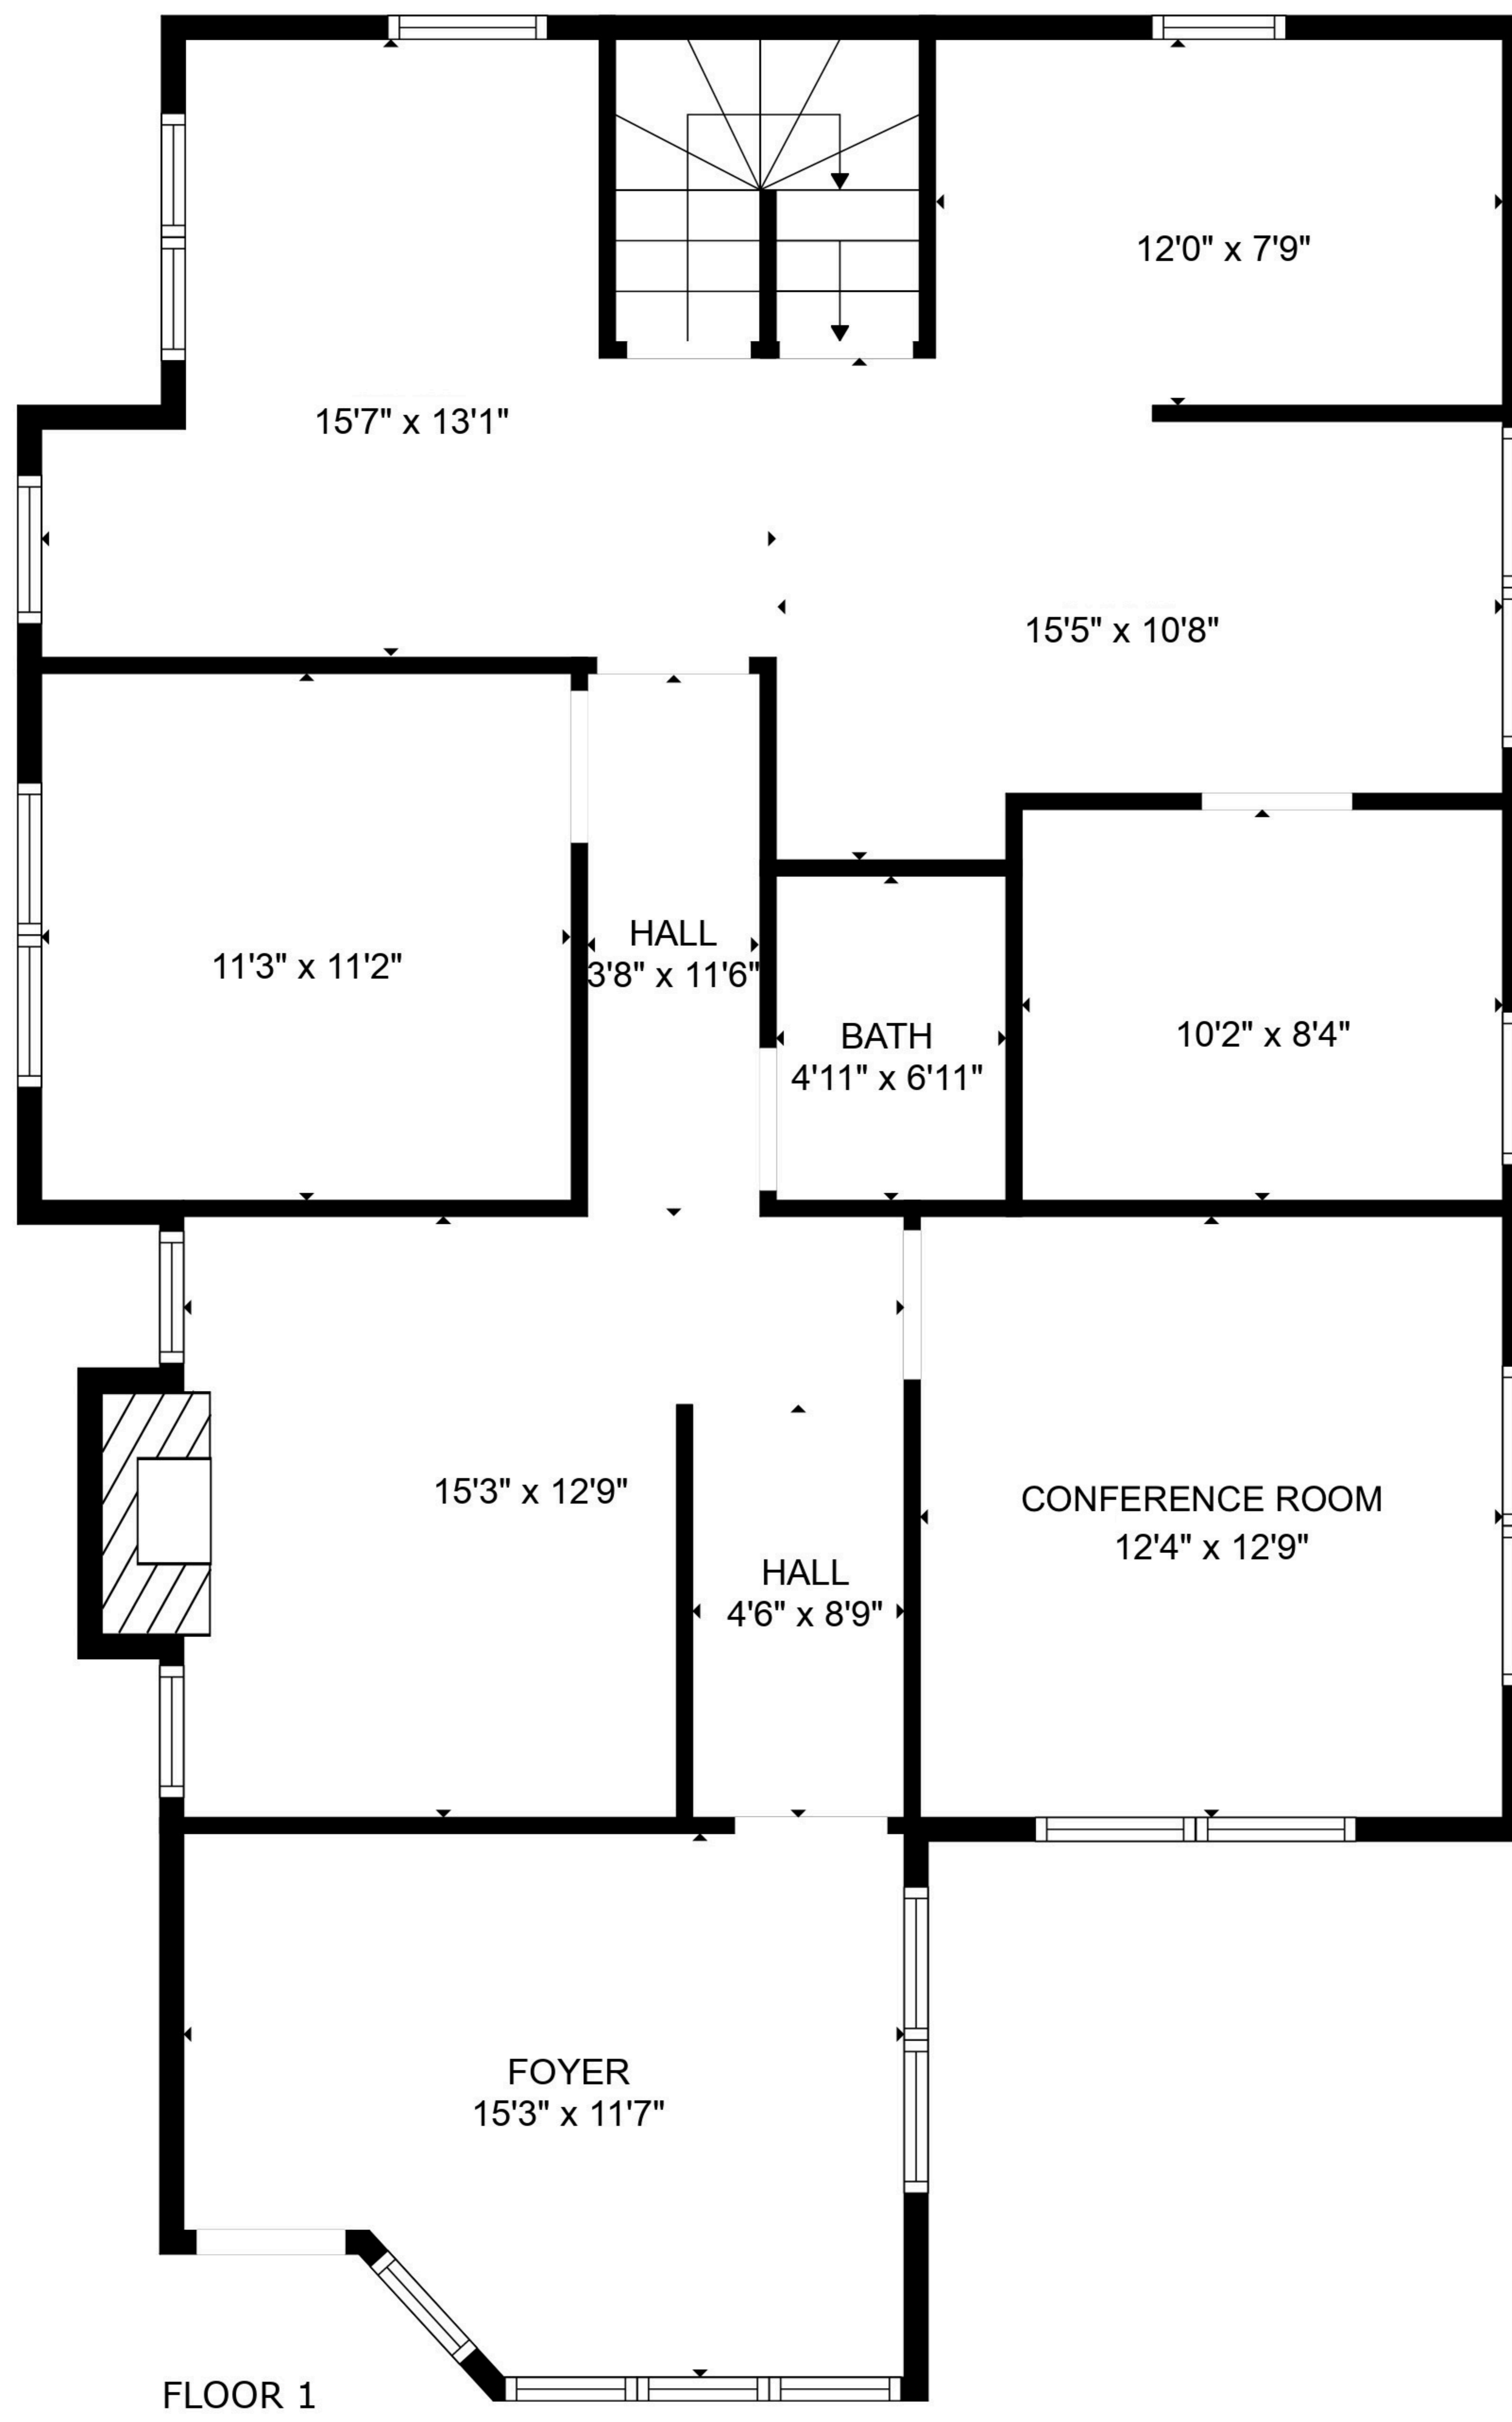 12'0" x 7'9"
15'7" x 13'1"
15'5" x 10'8"
11'3" x 11'2"
HALL
3'8" x 11'6"
BATH
4'11" x 6'11"
10'2" x 8'4"
15'3" x 12'9"
CONFERENCE ROOM
12'4" x 12'9"
HALL
4'6" x 8'9"
FOYER
15'3" x 11'7"
FLOOR 1